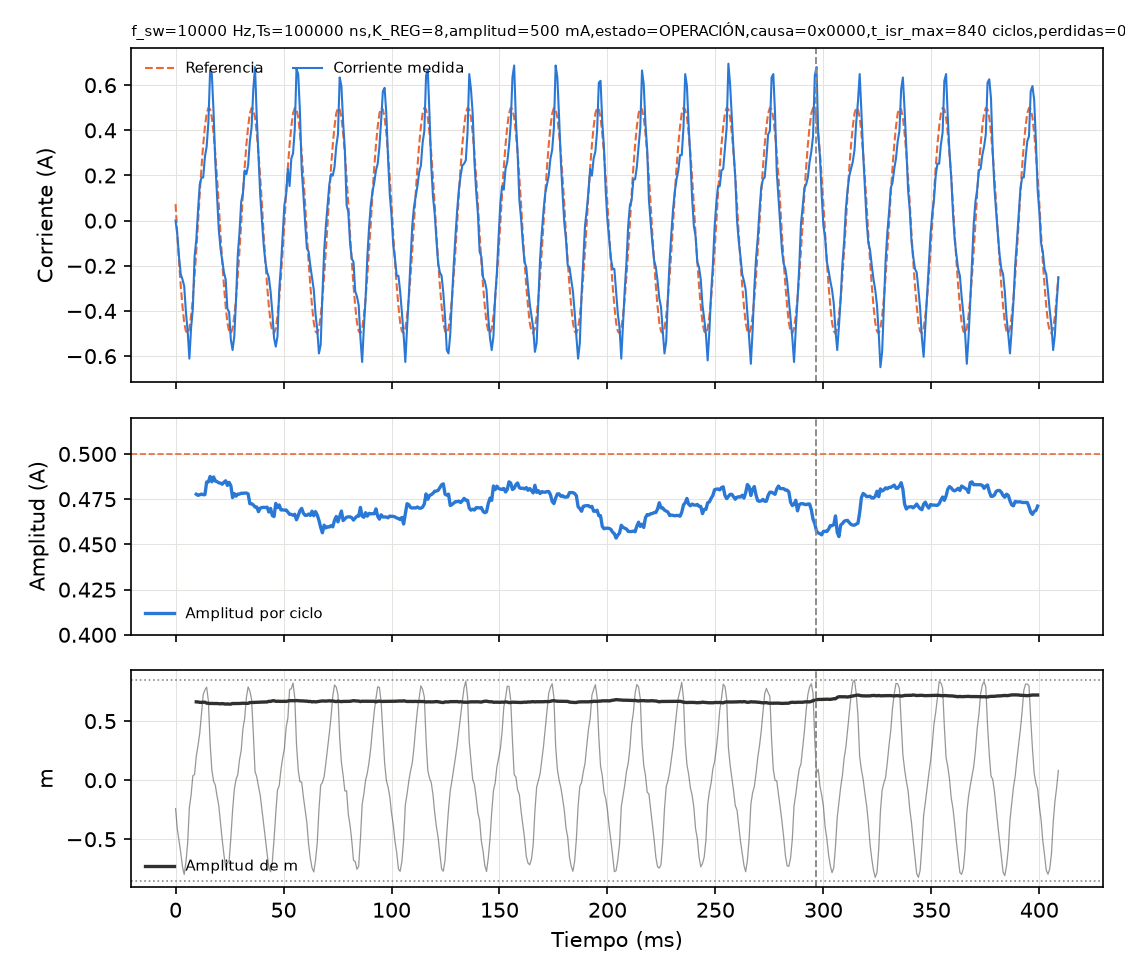 f_sw=10000 Hz,Ts=100000 ns,K_REG=8,amplitud=500 mA,estado=OPERACIÓN,causa=0x0000,t_isr_max=840 ciclos,perdidas=0
Referencia
Corriente medida
Corriente (A)
0.6
0.4
0.2
0.0
−0.2
−0.4
−0.6
Amplitud (A)
0.500
0.475
0.450
0.425
0.400
Amplitud por ciclo
m
0.5
0.0
−0.5
Amplitud de m
0 50 100 150 200 250 300 350 400
Tiempo (ms)